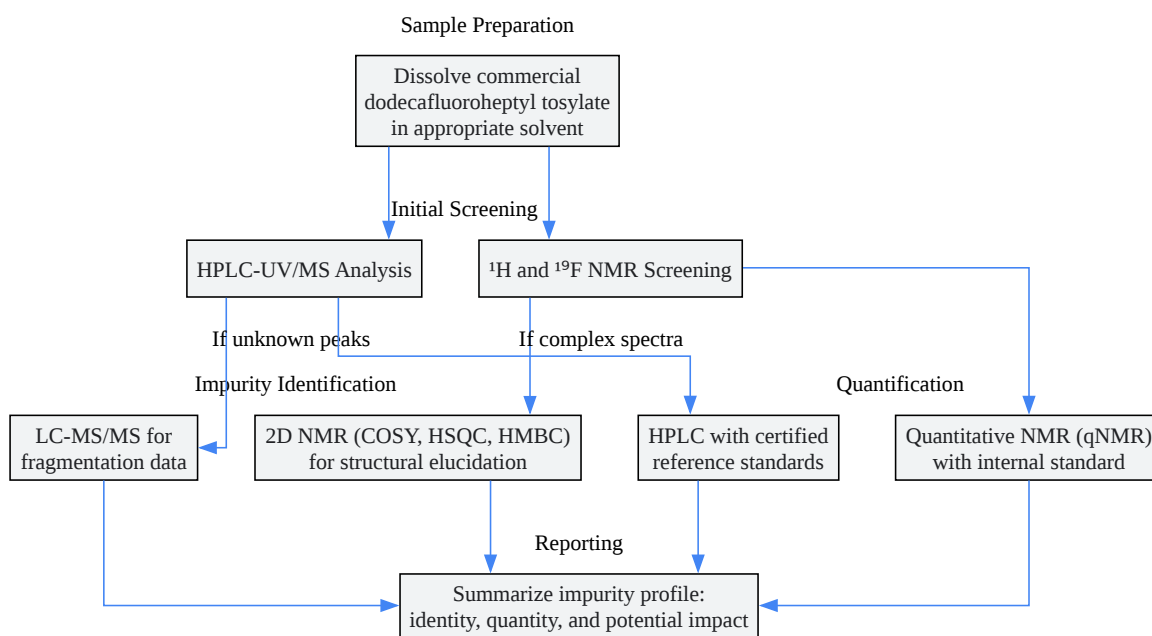 Sample Preparation
Dissolve commercial
dodecafluoroheptyl tosylate
in appropriate solvent
Initial Screening
HPLC-UV/MS Analysis
¹H and ¹⁹F NMR Screening
If unknown peaks
If complex spectra
Impurity Identification
Quantification
LC-MS/MS for
fragmentation data
2D NMR (COSY, HSQC, HMBC)
for structural elucidation
HPLC with certified
reference standards
Quantitative NMR (qNMR)
with internal standard
Reporting
Summarize impurity profile:
identity, quantity, and potential impact